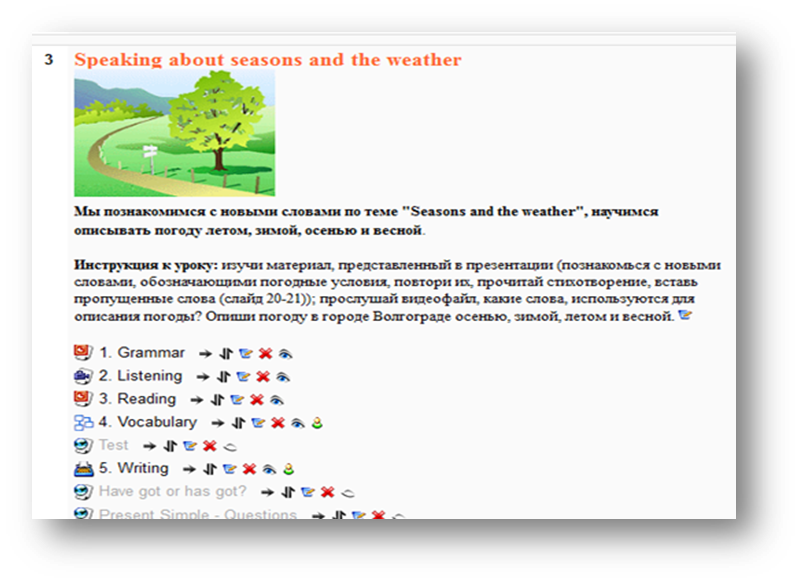 3 Speaking about seasons and the weather
Мы познакомимся с новыми словами по теме "Seasons and the weather", научимся
описывать погоду летом, зимой, осенью и весной.
Инструкция к уроку: изучи материал, представленный в презентации (познакомься с новыми
словами, обозначающими погодные условия, повтори их, прочитай стихотворение, вставь
пропущенные слова (слайд 20-21)); прослушай видеофайл, какие слова, используются для
описания погоды? Опиши погоду в городе Волгограде осенью, зимой, летом и весной.
1. Grammar
2. Listening
3. Reading
4. Vocabulary
Test
5. Writing
Have got or has got?
Present Simple - Questions